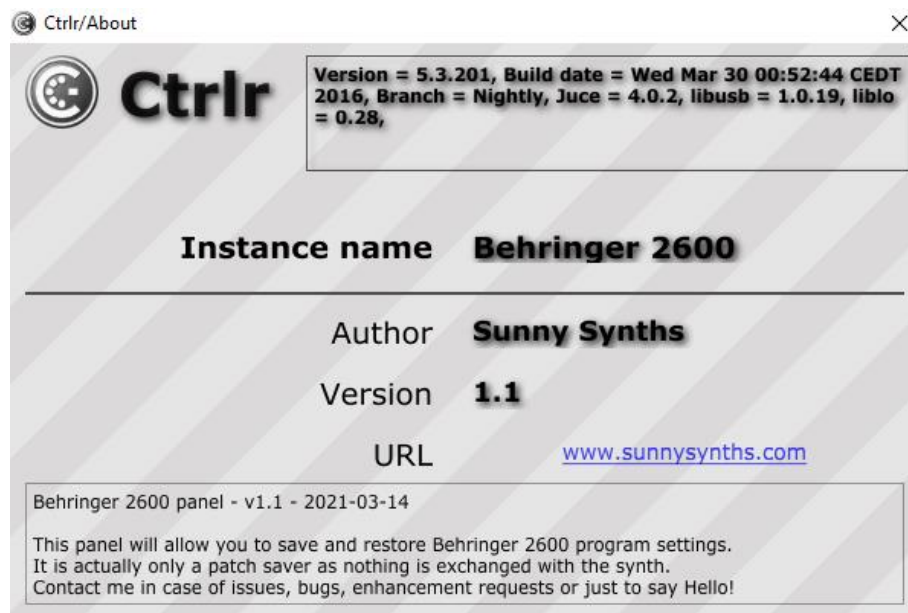 Ctrlr/About
Ctrlr
Version = 5.3.201, Build date = Wed Mar 30 00:52:44 CEDT
2016, Branch = Nightly, Juce = 4.0.2, libusb = 1.0.19, liblo
= 0.28,
Instance name Behringer 2600
Author Sunny Synths
Version 1.1
URL www.sunnysynths.com
Behringer 2600 panel - v1.1 - 2021-03-14
This panel will allow you to save and restore Behringer 2600 program settings.
It is actually only a patch saver as nothing is exchanged with the synth.
Contact me in case of issues, bugs, enhancement requests or just to say Hello!